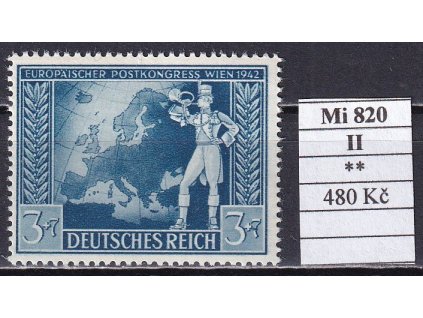 EUROPÄISCHER POSTKONGRESS WIEN 1942
3+7 3+7
DEUTSCHES REICH
Mi 820
II
**
480 Kč